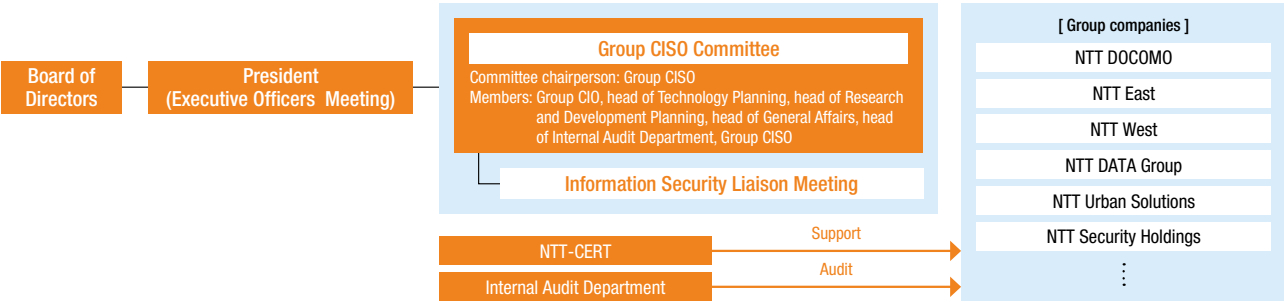 Board of
Directors
President
(Executive Officers Meeting)
Group CISO Committee
Committee chairperson: Group CISO
Members: Group CIO, head of Technology Planning, head of Research
and Development Planning, head of General Affairs, head
of Internal Audit Department, Group CISO
Information Security Liaison Meeting
NTT-CERT
Support
Internal Audit Department
Audit
[ Group companies ]
NTT DOCOMO
NTT East
NTT West
NTT DATA Group
NTT Urban Solutions
NTT Security Holdings
⋮